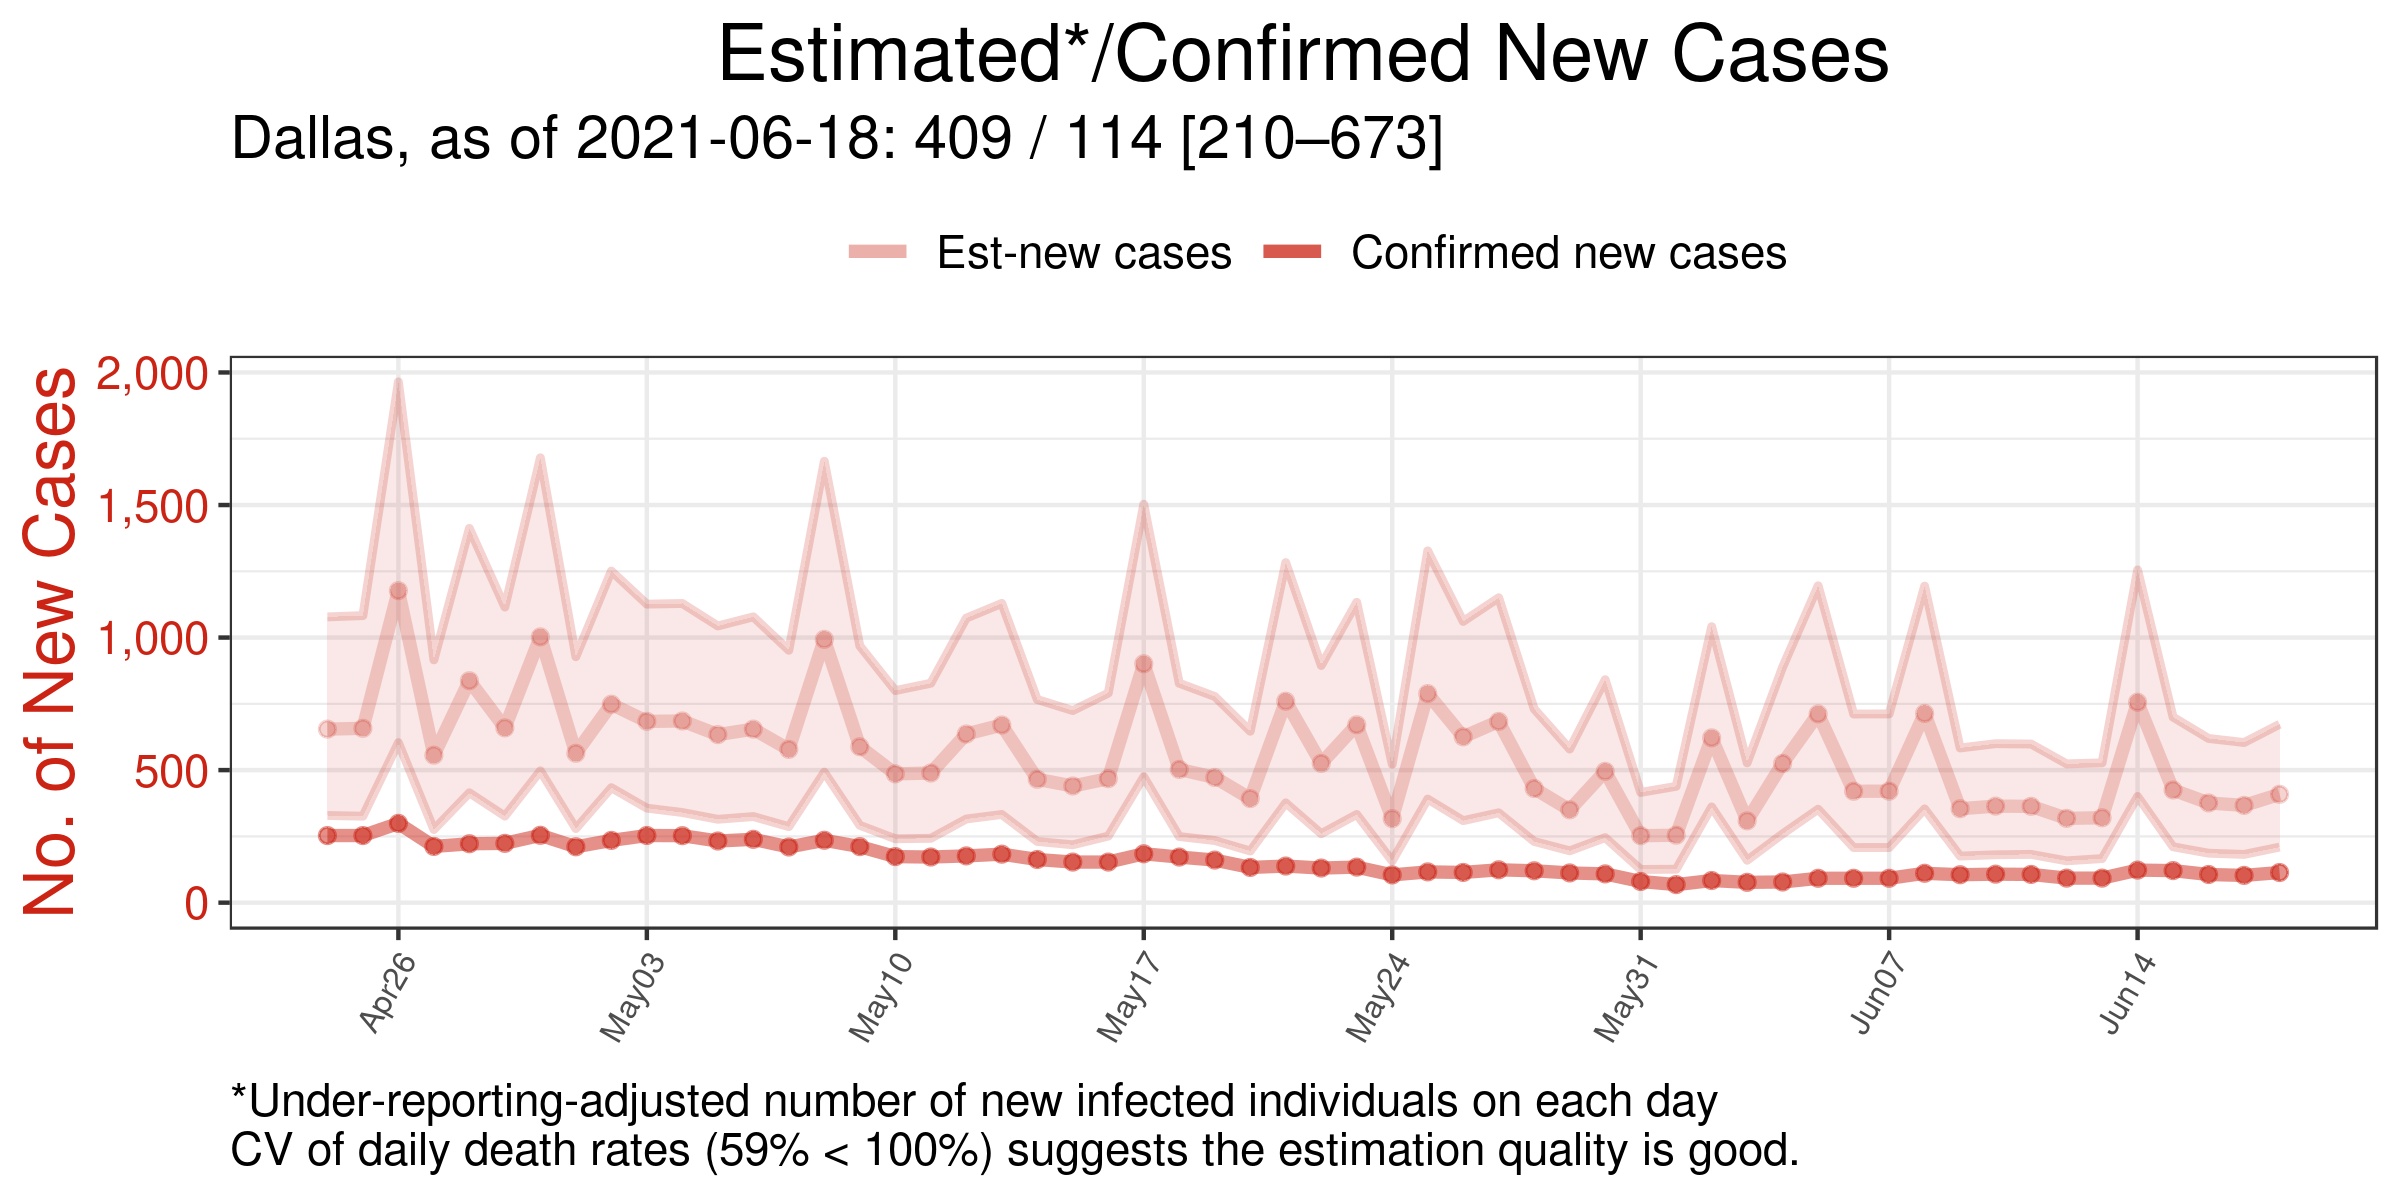 Estimated*/Confirmed New Cases
Dallas, as of 2021-06-18: 409 / 114 [210–673]
Est-new cases Confirmed new cases
No. of New Cases
2,000
1,500
1,000
500
0
Apr26 May03 May10 May17 May24 May31 Jun07 Jun14
*Under-reporting-adjusted number of new infected individuals on each day
CV of daily death rates (59% < 100%) suggests the estimation quality is good.